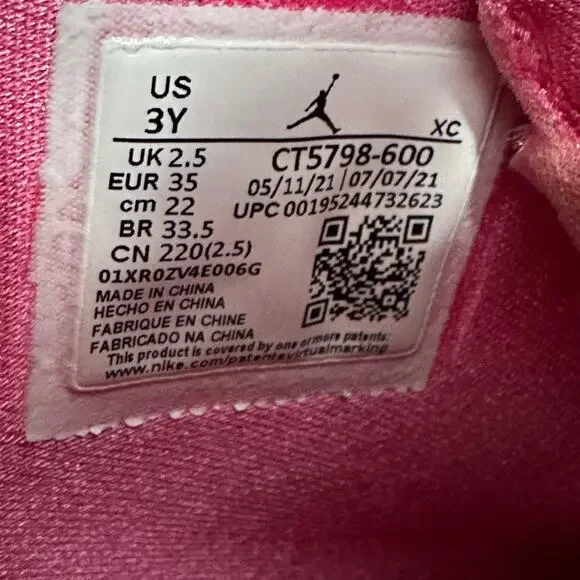 US
3Y
XC
UK 2.5
CT5798-600
EUR 35
05/11/21 | 07/07/21
cm 22
UPC 00195244732623
BR 33.5
CN 220(2.5)
01XR0ZV4E006G
MADE IN CHINA
HECHO EN CHINA
FABRIQUE EN CHINE
FABRICADO NA CHINA
This product is covered by one or more patents:
www.nike.com/patentsvirtualmarking